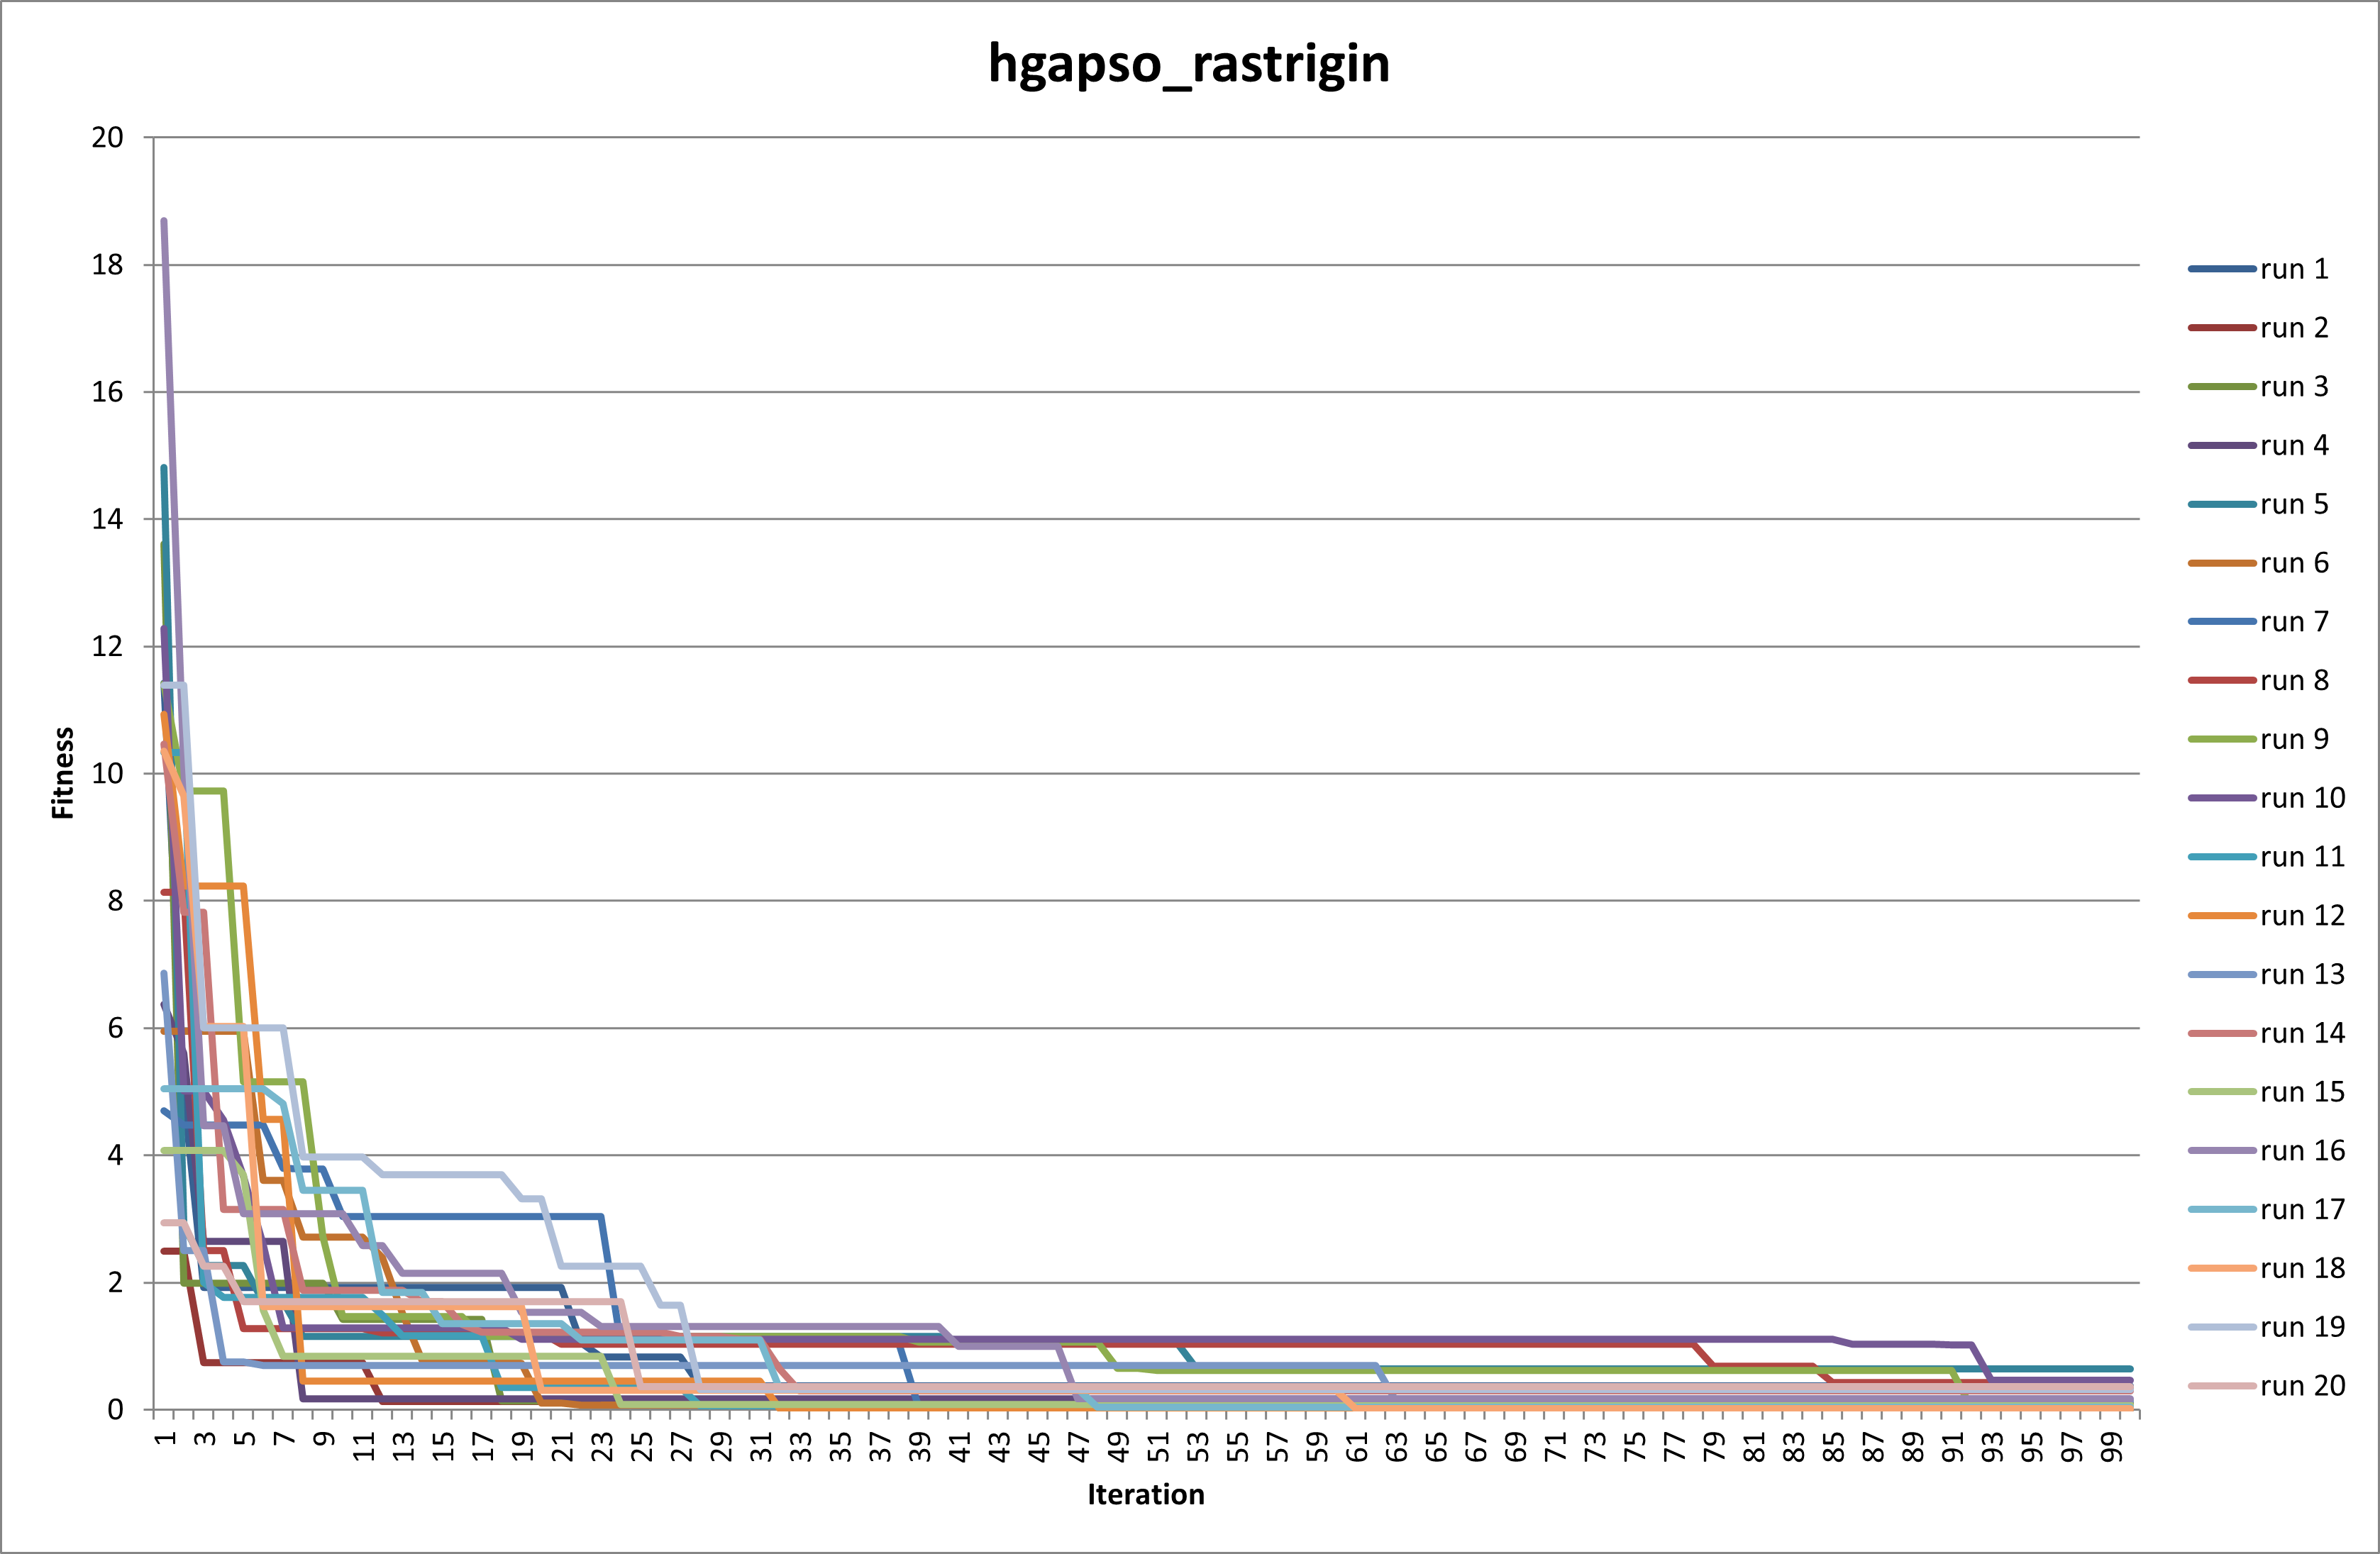 hgapso_rastrigin
20
18
16
14
12
10
8
6
4
2
0
Fitness
1 3 5 7 9 11 13 15 17 19 21 23 25 27 29 31 33 35 37 39 41 43 45 47 49 51 53 55 57 59 61 63 65 67 69 71 73 75 77 79 81 83 85 87 89 91 93 95 97 99
Iteration
run 1
run 2
run 3
run 4
run 5
run 6
run 7
run 8
run 9
run 10
run 11
run 12
run 13
run 14
run 15
run 16
run 17
run 18
run 19
run 20